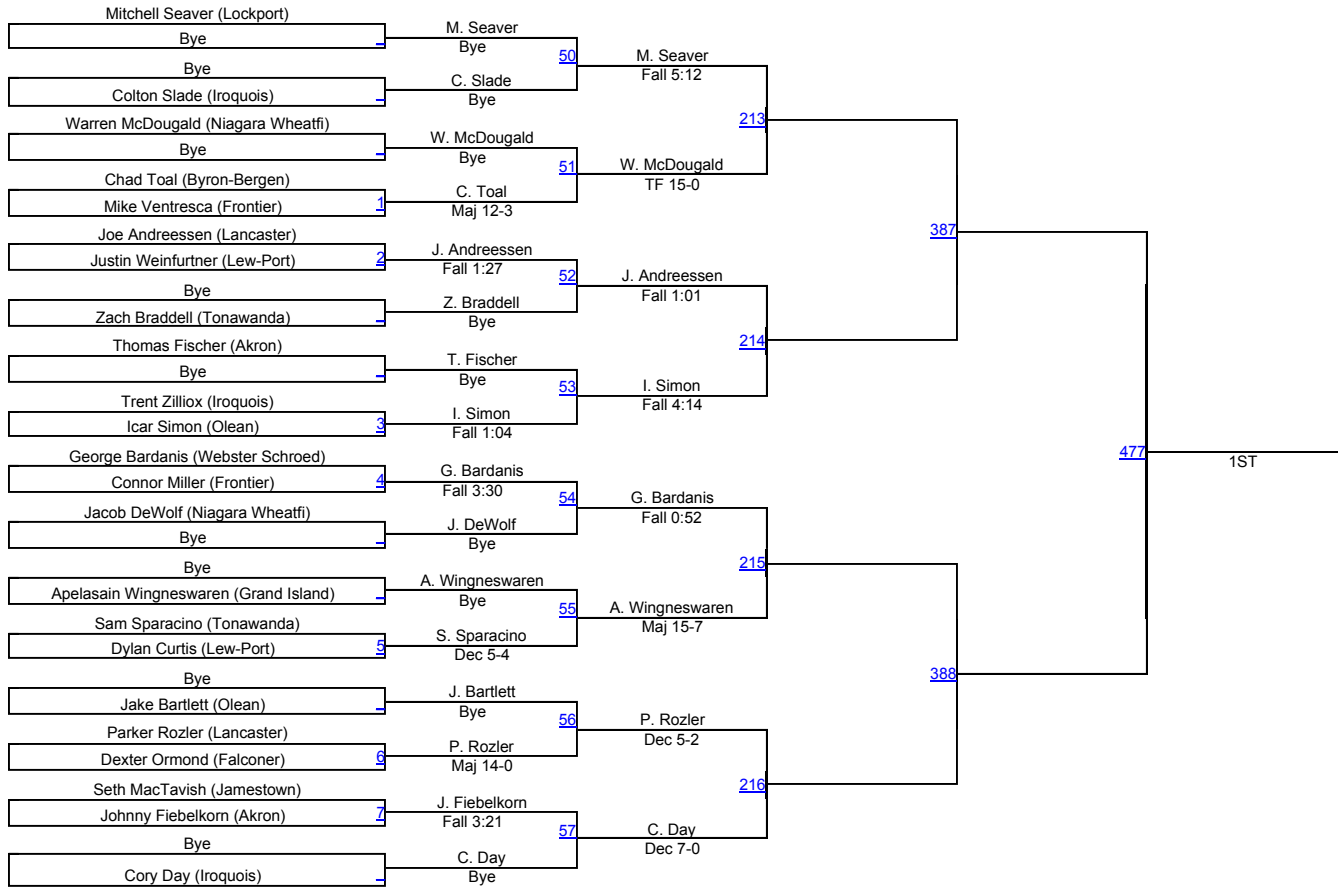 Mitchell Seaver (Lockport)
Bye
Bye
Colton Slade (Iroquois)
Warren McDougald (Niagara Wheatfi)
Bye
Chad Toal (Byron-Bergen)
Mike Ventresca (Frontier)
1
Joe Andreessen (Lancaster)
Justin Weinfurtner (Lew-Port)
2
Bye
Zach Braddell (Tonawanda)
Thomas Fischer (Akron)
Bye
Trent Zilliox (Iroquois)
Icar Simon (Olean)
3
George Bardanis (Webster Schroed)
Connor Miller (Frontier)
4
Jacob DeWolf (Niagara Wheatfi)
Bye
Bye
Apelasain Wingneswaren (Grand Island)
Sam Sparacino (Tonawanda)
Dylan Curtis (Lew-Port)
5
Bye
Jake Bartlett (Olean)
Parker Rozler (Lancaster)
Dexter Ormond (Falconer)
6
Seth MacTavish (Jamestown)
Johnny Fiebelkorn (Akron)
7
Bye
Cory Day (Iroquois)
M. Seaver
Bye
50
C. Slade
Bye
W. McDougald
Bye
51
C. Toal
Maj 12-3
J. Andreessen
Fall 1:27
52
Z. Braddell
Bye
T. Fischer
Bye
53
I. Simon
Fall 1:04
G. Bardanis
Fall 3:30
54
J. DeWolf
Bye
A. Wingneswaren
Bye
55
S. Sparacino
Dec 5-4
J. Bartlett
Bye
56
P. Rozler
Maj 14-0
J. Fiebelkorn
Fall 3:21
57
C. Day
Bye
M. Seaver
Fall 5:12
213
W. McDougald
TF 15-0
J. Andreessen
Fall 1:01
214
I. Simon
Fall 4:14
G. Bardanis
Fall 0:52
215
A. Wingneswaren
Maj 15-7
P. Rozler
Dec 5-2
216
C. Day
Dec 7-0
387
388
477
1ST